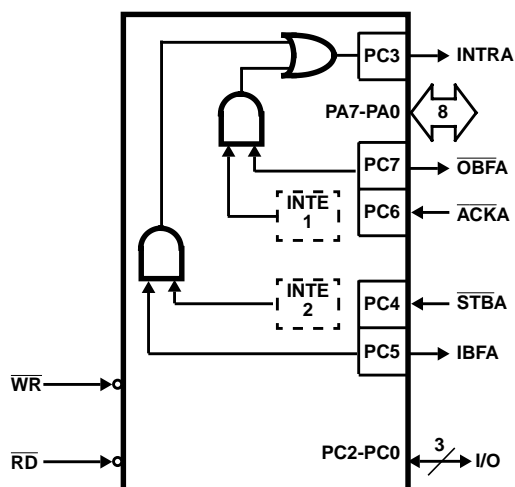 PC3 INTRA
PA7-PA0 8
PC7 OBFA
INTE
1
PC6 ACKA
INTE
2
PC4 STBA
PC5 IBFA
WR
RD
PC2-PC0 3 I/O